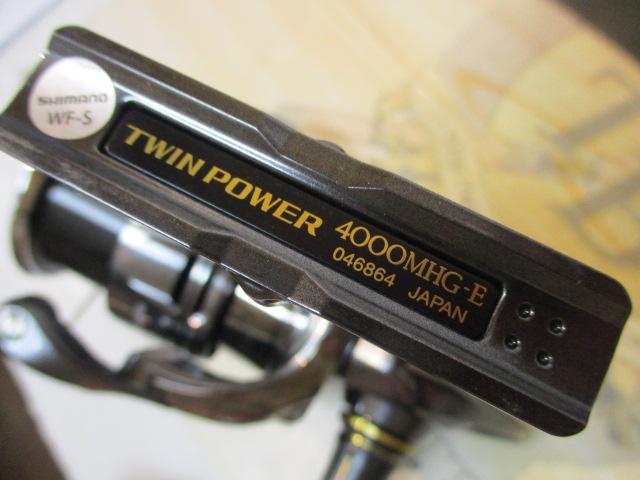 SHIMANO
WF-S
TWIN POWER 4000MHG-E
046864 JAPAN